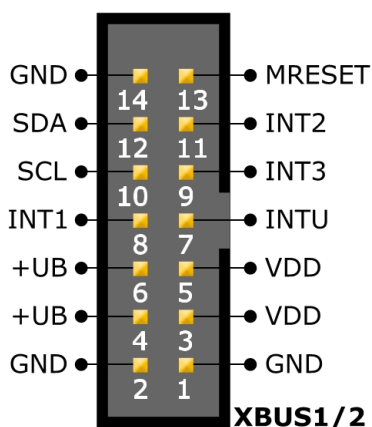 GND MRESET
14 13
SDA INT2
12 11
SCL INT3
10 9
INT1 INTU
8 7
+UB VDD
6 5
+UB VDD
4 3
GND GND
2 1
XBUS1/2